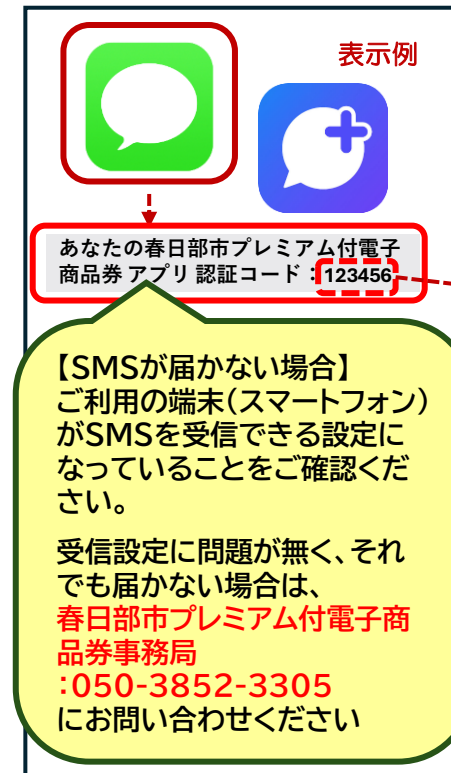 表示例
あなたの春日部市プレミアム付電子
商品券 アプリ 認証コード：123456
【SMSが届かない場合】
ご利用の端末（スマートフォン）
がSMSを受信できる設定に
なっていることをご確認くだ
さい。
受信設定に問題が無く、それ
でも届かない場合は、
春日部市プレミアム付電子商
品券事務局
：050-3852-3305
にお問い合わせください